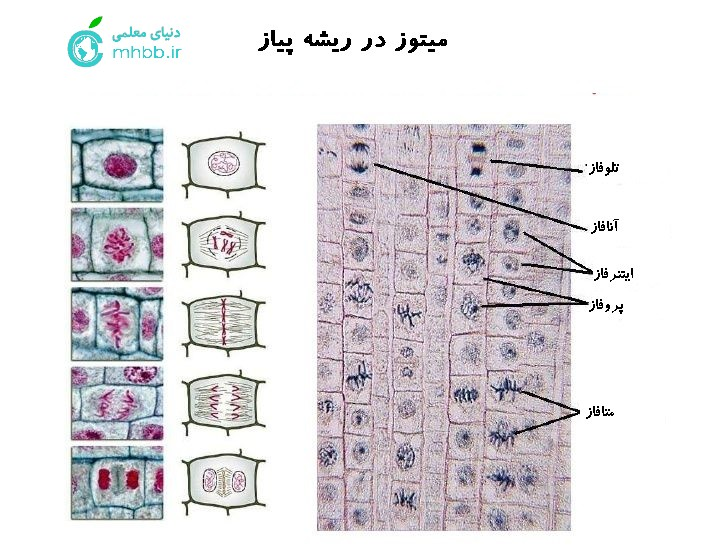 دنیای معلمی
mhbb.ir
میتوز در ریشه پیاز
تلوفاز
آنافاز
اینترفاز
پروفاز
متافاز